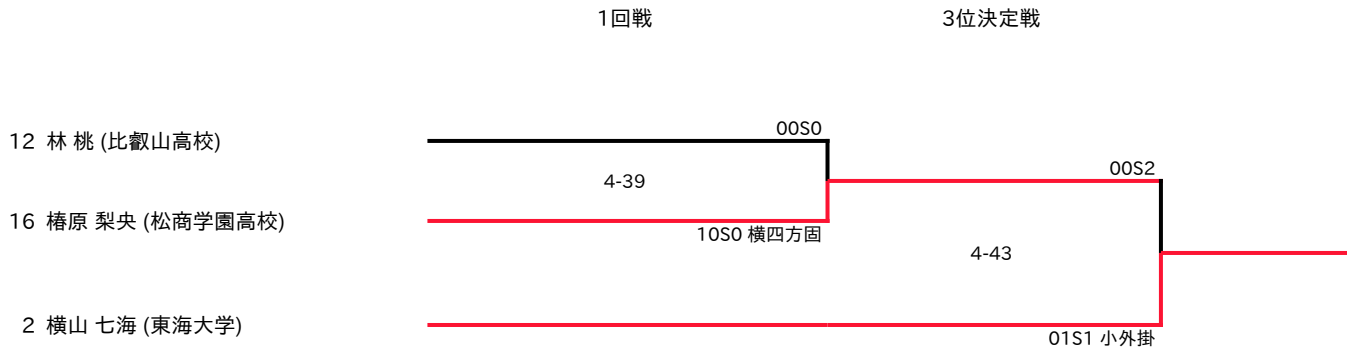 1回戦 3位決定戦
00S0
12 林 桃 (比叡山高校)
00S2
4-39
16 椿原 梨央 (松商学園高校)
10S0 横四方固
4-43
2 横山 七海 (東海大学)
01S1 小外掛